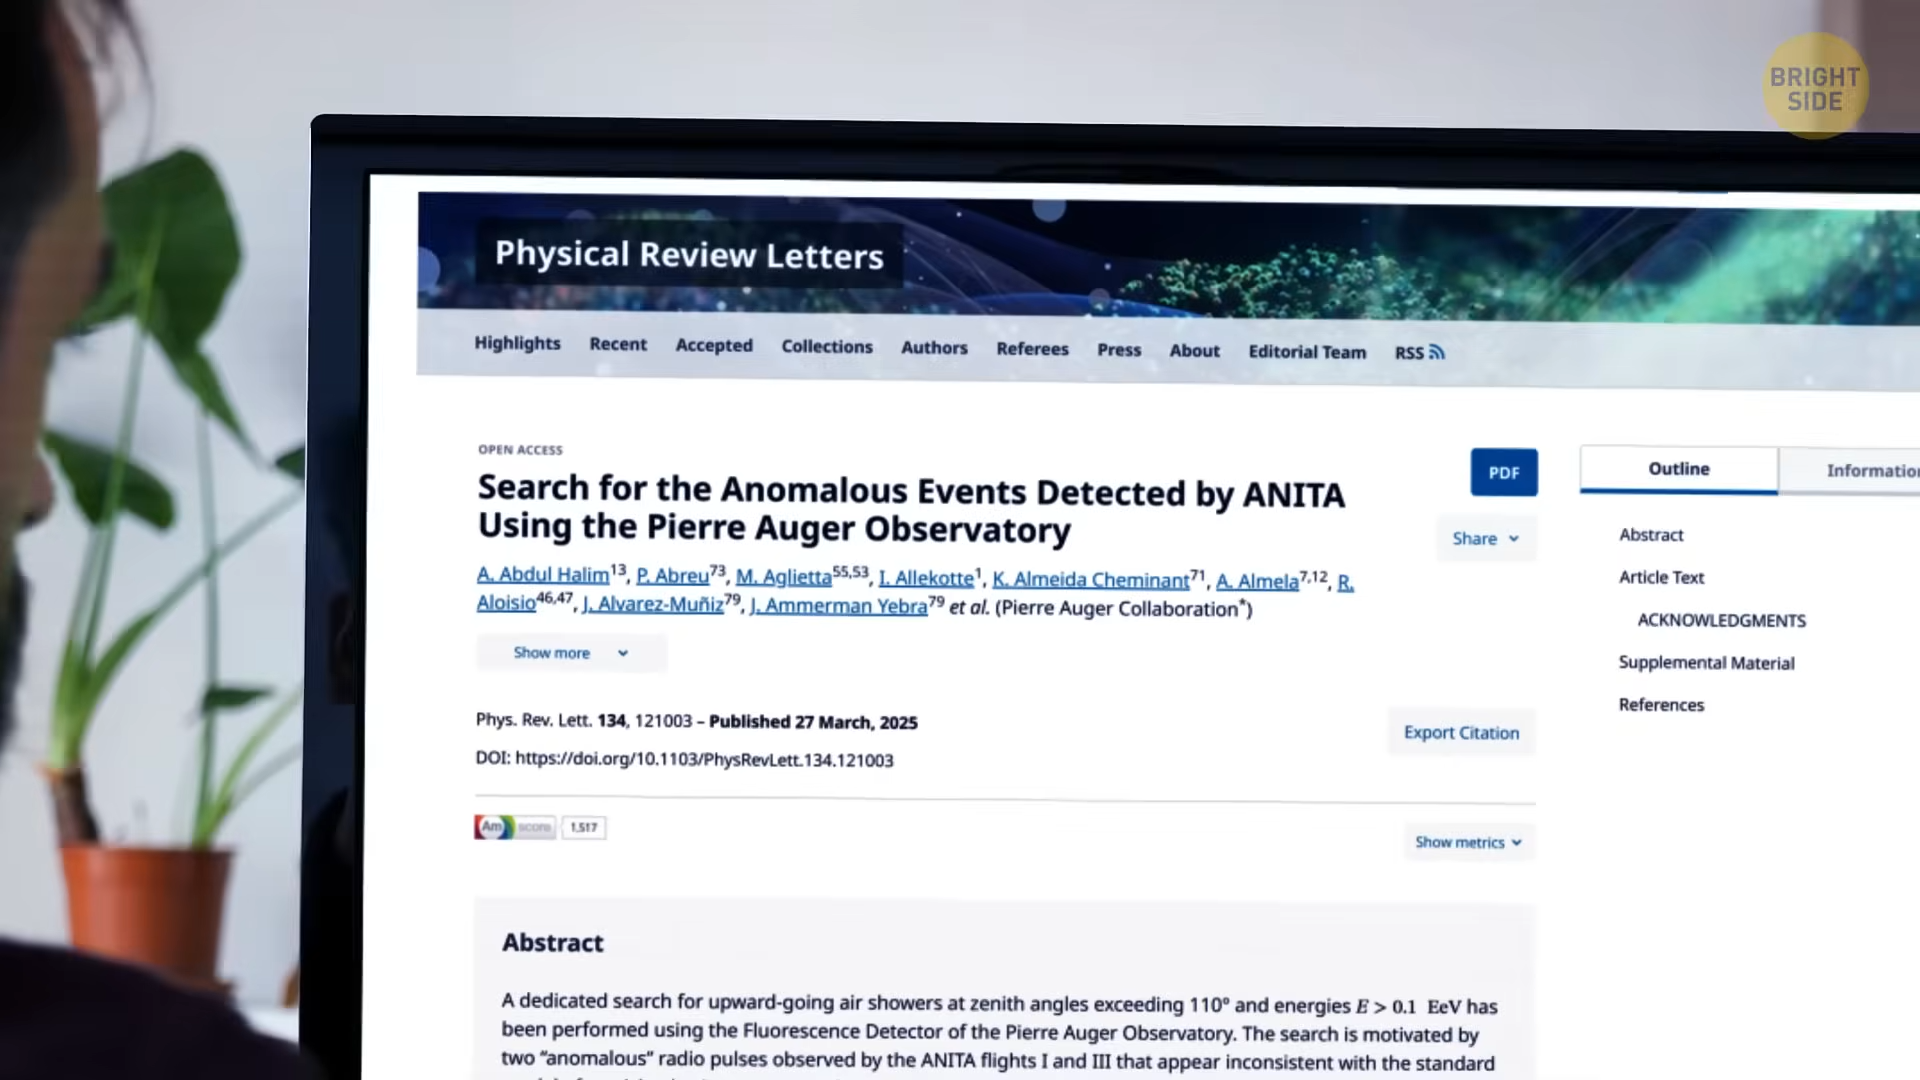 BRIGHT
SIDE
Physical Review Letters
Highlights Recent Accepted Collections Authors Referees Press About Editorial Team RSS
OPEN ACCESS
Search for the Anomalous Events Detected by ANITA
Using the Pierre Auger Observatory
PDF
Share
A. Abdul Halim13, P. Abreu73, M. Aglietta55,53, I. Allekotte1, K. Almeida Cheminant71, A. Almela7,12, R.
Aloisio46,47, J. Alvarez-Muñiz79, J. Ammerman Yebra79 et al. (Pierre Auger Collaboration*)
Show more
Phys. Rev. Lett. 134, 121003 – Published 27 March, 2025
Export Citation
DOI: https://doi.org/10.1103/PhysRevLett.134.121003
Am score 1,517
Show metrics
Abstract
A dedicated search for upward-going air showers at zenith angles exceeding 110° and energies E > 0.1 EeV has
been performed using the Fluorescence Detector of the Pierre Auger Observatory. The search is motivated by
two “anomalous” radio pulses observed by the ANITA flights I and III that appear inconsistent with the standard
Outline
Abstract
Article Text
ACKNOWLEDGMENTS
Supplemental Material
References